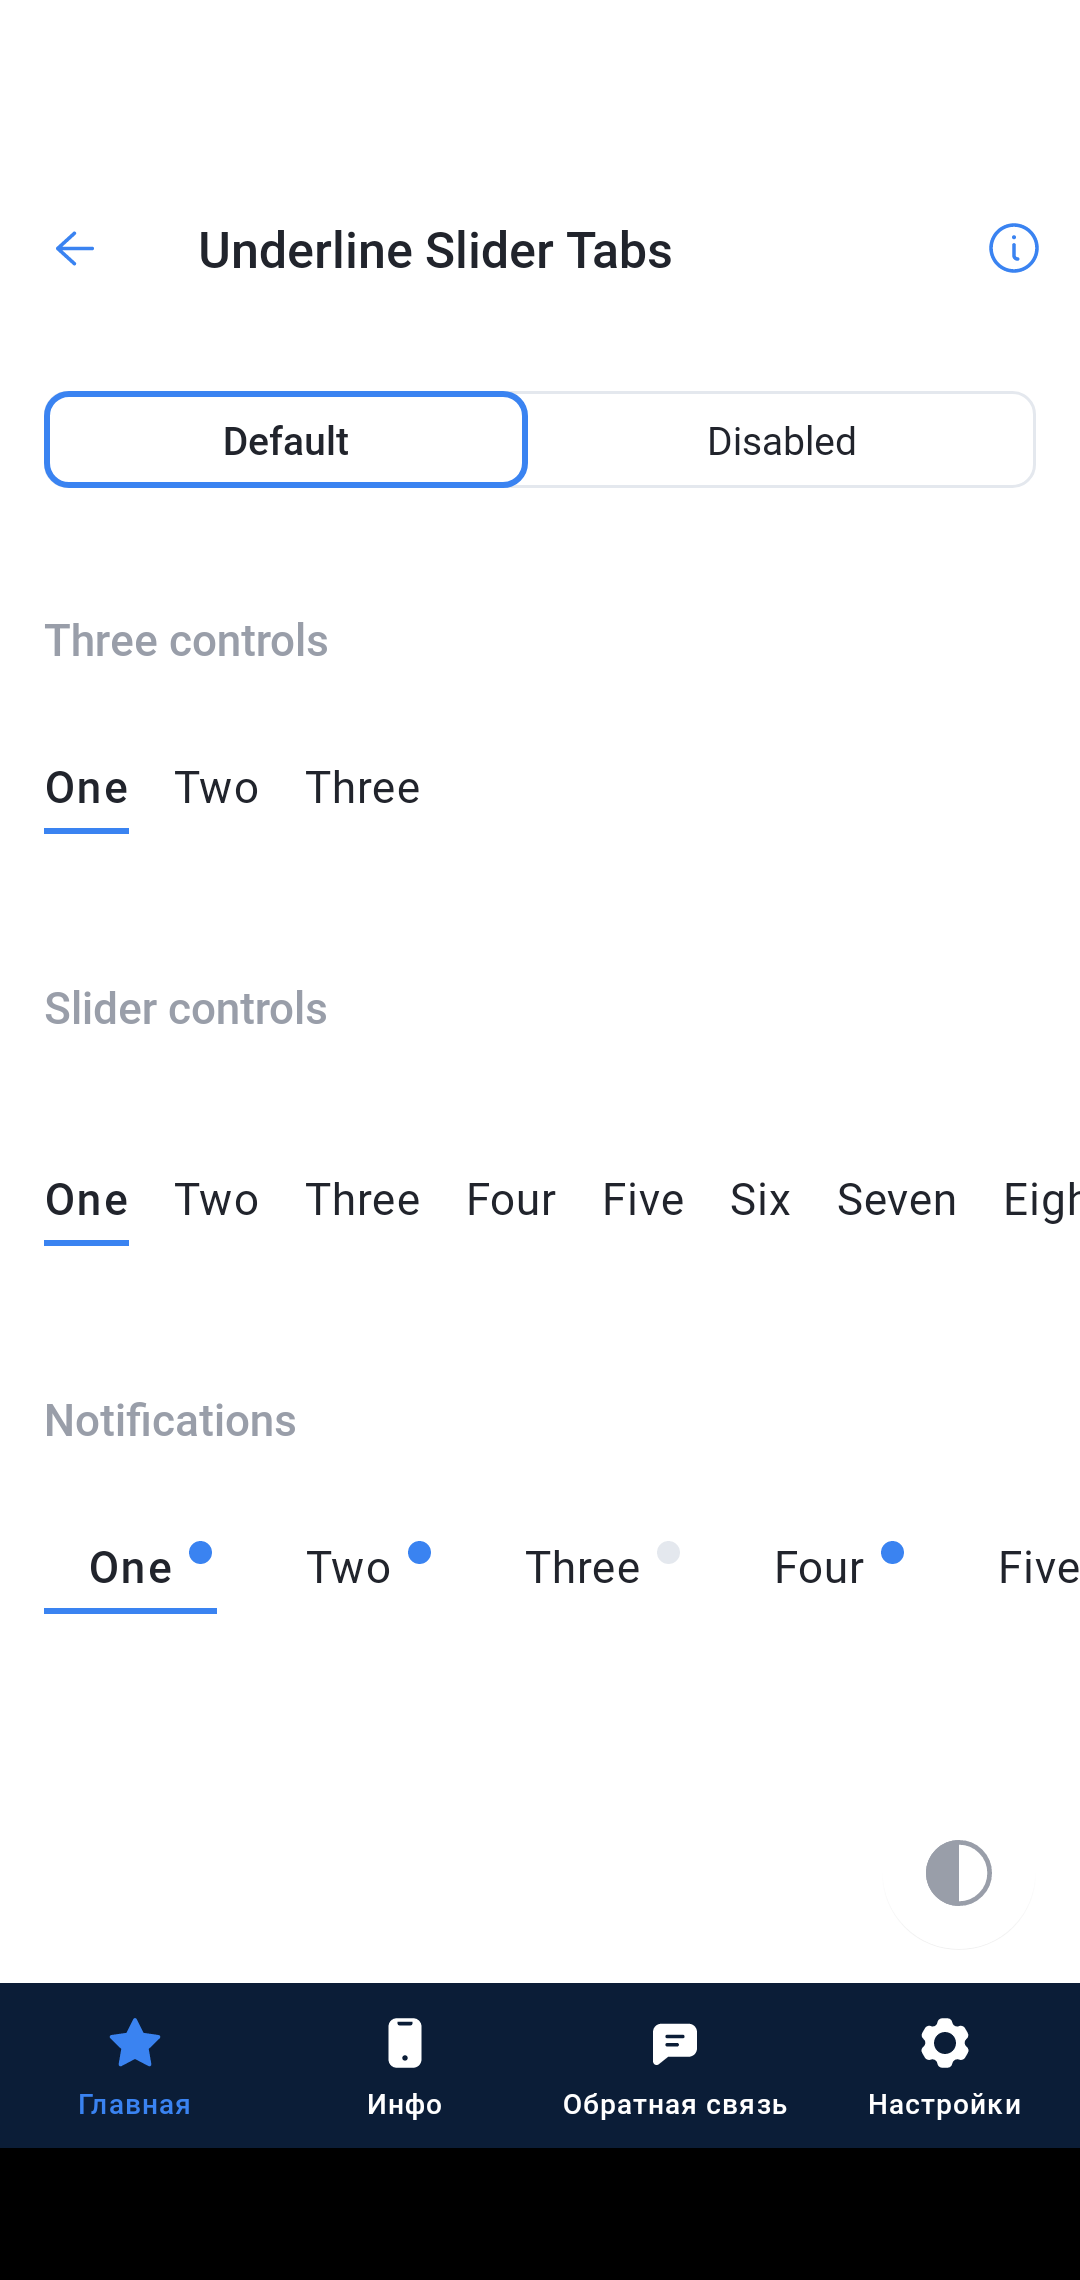 Underline Slider Tabs
Default Disabled
Three controls
One Two Three
Slider controls
One Two Three Four Five Six Seven Eigh
Notifications
One Two Three Four Five
Главная Инфо Обратная связь Настройки